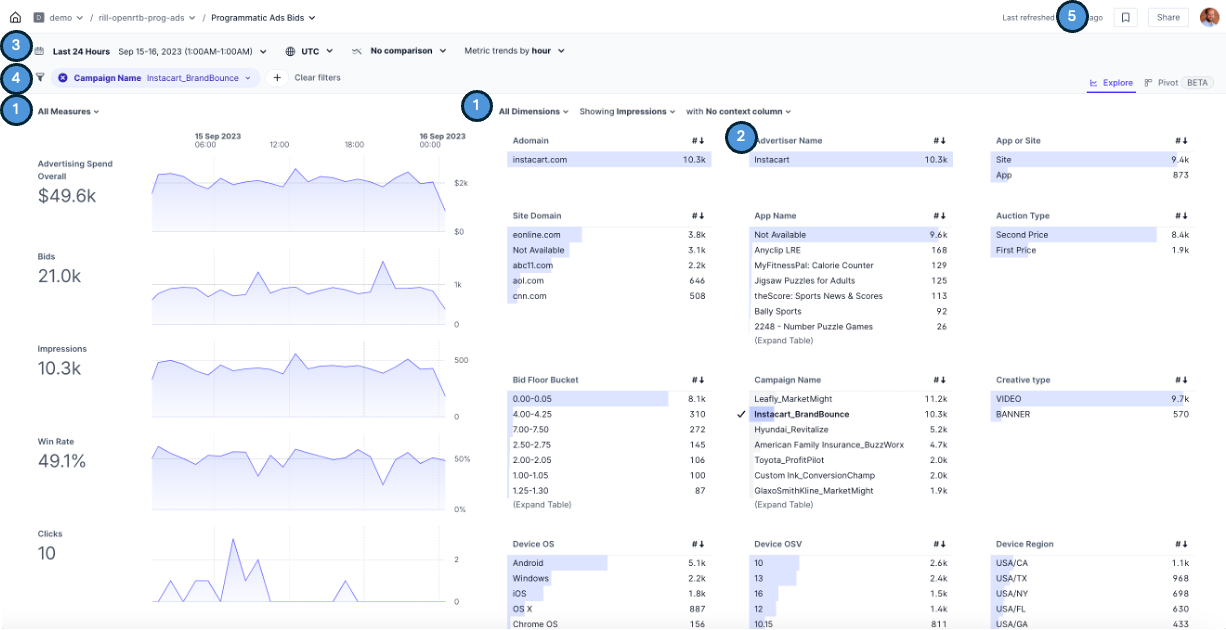 demo / rill-openrtb-prog-ads / Programmatic Ads Bids
Last refreshed 5 ago Share
3 Last 24 Hours Sep 15-16, 2023 (1:00AM-1:00AM) UTC No comparison Metric trends by hour
4 Campaign Name Instacart_BrandBounce + Clear filters
Explore Pivot BETA
1 All Measures
15 Sep 2023 16 Sep 2023
06:00 12:00 18:00 00:00
Advertising Spend
Overall
$49.6k
$2k
$0
Bids
21.0k
1k
0
Impressions
10.3k
500
0
Win Rate
49.1%
50%
0%
Clicks
10
2
0
1 All Dimensions Showing Impressions with No context column
Adomain #↓
instacart.com 10.3k
2 Advertiser Name #↓
Instacart 10.3k
App or Site #↓
Site 9.4k
App 873
Site Domain #↓
eonline.com 3.8k
Not Available 3.1k
abc11.com 2.2k
aol.com 646
cnn.com 508
App Name #↓
Not Available 9.6k
Anyclip LRE 168
MyFitnessPal: Calorie Counter 129
Jigsaw Puzzles for Adults 125
theScore: Sports News & Scores 113
Bally Sports 92
2248 - Number Puzzle Games 26
(Expand Table)
Auction Type #↓
Second Price 8.4k
First Price 1.9k
Bid Floor Bucket #↓
0.00-0.05 8.1k
4.00-4.25 310
7.00-7.50 272
2.50-2.75 145
2.00-2.05 106
1.00-1.05 100
1.25-1.30 87
(Expand Table)
Campaign Name #↓
Leafly_MarketMight 11.2k
Instacart_BrandBounce 10.3k
Hyundai_Revitalize 5.2k
American Family Insurance_BuzzWorx 4.7k
Toyota_ProfitPilot 2.0k
Custom Ink_ConversionChamp 2.0k
GlaxoSmithKline_MarketMight 1.9k
(Expand Table)
Creative type #↓
VIDEO 9.7k
BANNER 570
Device OS #↓
Android 5.1k
Windows 2.2k
iOS 1.8k
OS X 887
Chrome OS 156
Device OSV #↓
10 2.6k
13 2.4k
16 1.5k
12 1.4k
10.15 811
Device Region #↓
USA/CA 1.1k
USA/TX 968
USA/NY 698
USA/FL 630
USA/GA 433